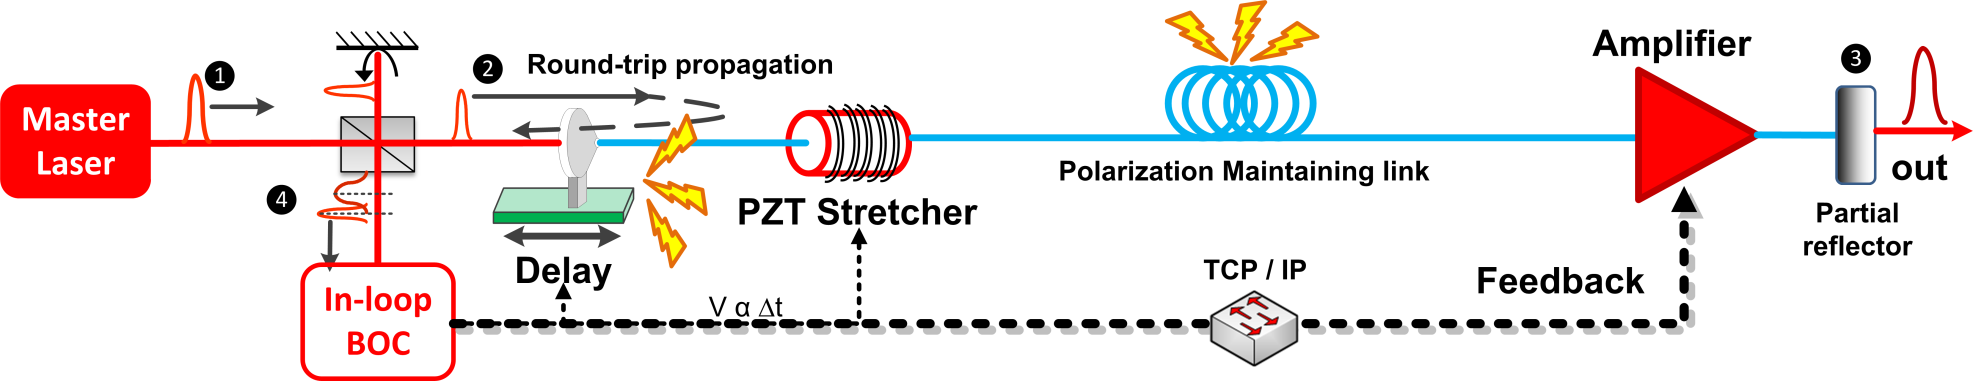 Master
Laser
1
2
Round-trip propagation
Amplifier
3
Polarization Maintaining link
out
4
PZT Stretcher
Partial
reflector
Delay
TCP / IP
Feedback
In-loop
BOC
V α Δt